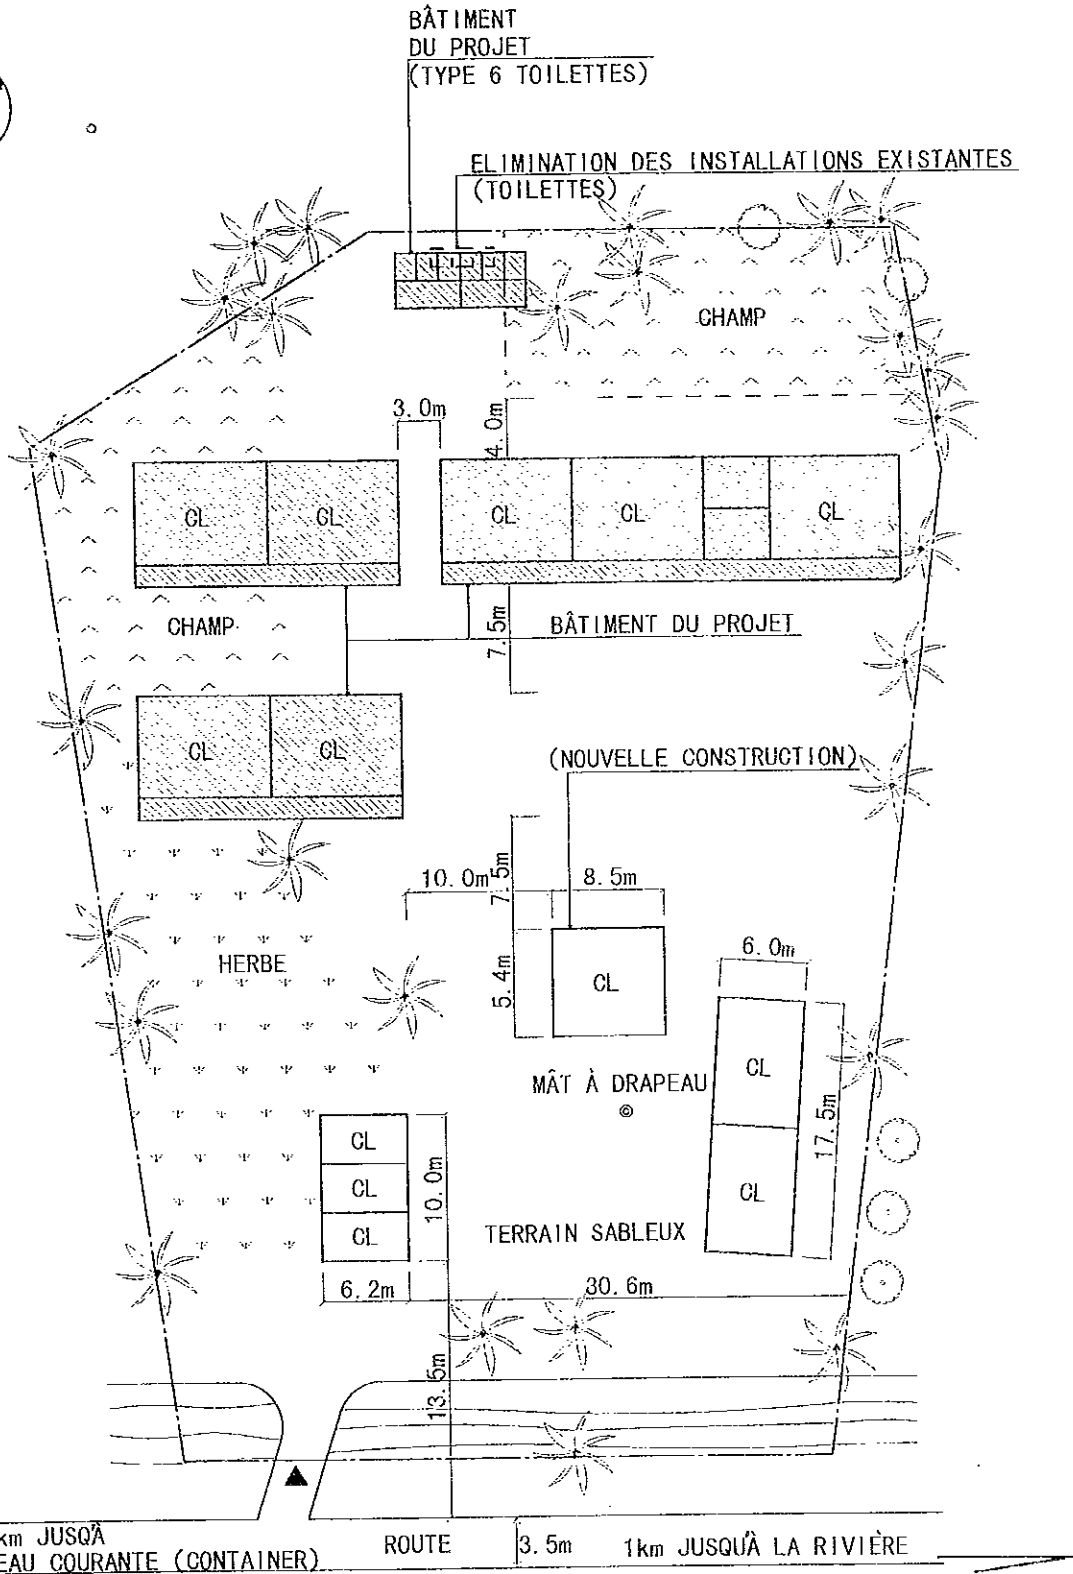 BÂTIMENT
DU PROJET
(TYPE 6 TOILETTES)
ELIMINATION DES INSTALLATIONS EXISTANTES
(TOILETTES)
CHAMP
3.0m
4.0m
CL
CL
CL
CL
CL
CHAMP
7.5m
BÂTIMENT DU PROJET
CL
CL
(NOUVELLE CONSTRUCTION)
10.0m
7.5m
8.5m
6.0m
HERBE
5.4m
CL
CL
MÂT À DRAPEAU
17.5m
CL
CL
CL
CL
10.0m
TERRAIN SABLEUX
6.2m
30.6m
13.5m
km JUSQ'À
EAU COURANTE (CONTAINER)
ROUTE
3.5m
1km JUSQU'À LA RIVIÈRE